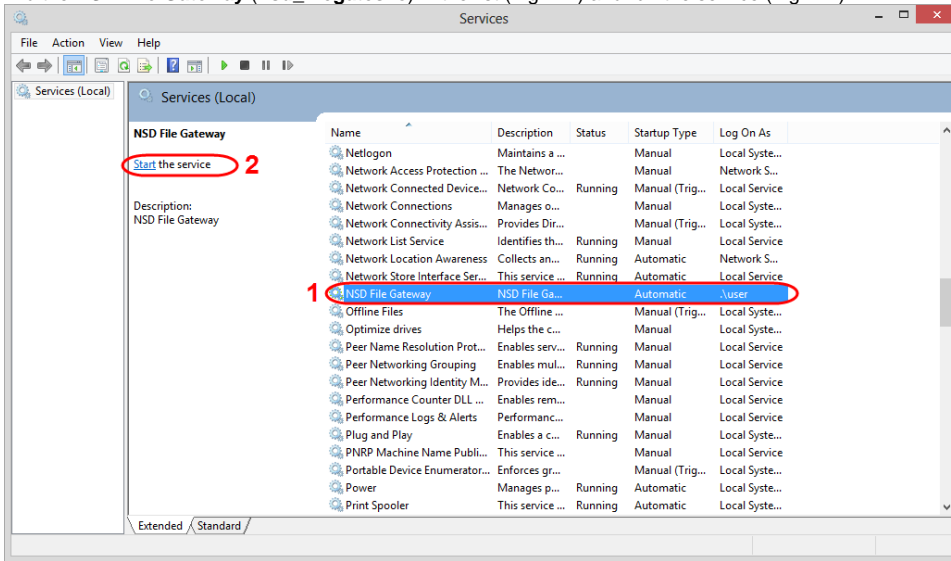 Services
File Action View Help
Services (Local)
Services (Local)
NSD File Gateway
Start the service
2
Description:
NSD File Gateway
Name Description Status Startup Type Log On As
Netlogon Maintains a ... Manual Local Syste...
Network Access Protection ... The Networ... Manual Network S...
Network Connected Device... Network Co... Running Manual (Trig... Local Service
Network Connections Manages o... Manual Local Syste...
Network Connectivity Assis... Provides Dir... Manual (Trig... Local Syste...
Network List Service Identifies th... Running Manual Local Service
Network Location Awareness Collects an... Running Automatic Network S...
Network Store Interface Ser... This service ... Running Automatic Local Service
1 NSD File Gateway NSD File Ga... Automatic .\user
Offline Files The Offline ... Manual (Trig... Local Syste...
Optimize drives Helps the c... Manual Local Syste...
Peer Name Resolution Prot... Enables serv... Running Manual Local Service
Peer Networking Grouping Enables mul... Running Manual Local Service
Peer Networking Identity M... Provides ide... Running Manual Local Service
Performance Counter DLL ... Enables rem... Manual Local Service
Performance Logs & Alerts Performanc... Manual Local Service
Plug and Play Enables a c... Running Manual Local Syste...
PNRP Machine Name Publi... This service ... Manual Local Service
Portable Device Enumerator... Enforces gr... Manual (Trig... Local Syste...
Power Manages p... Running Automatic Local Syste...
Print Spooler This service ... Running Automatic Local Syste...
Extended Standard